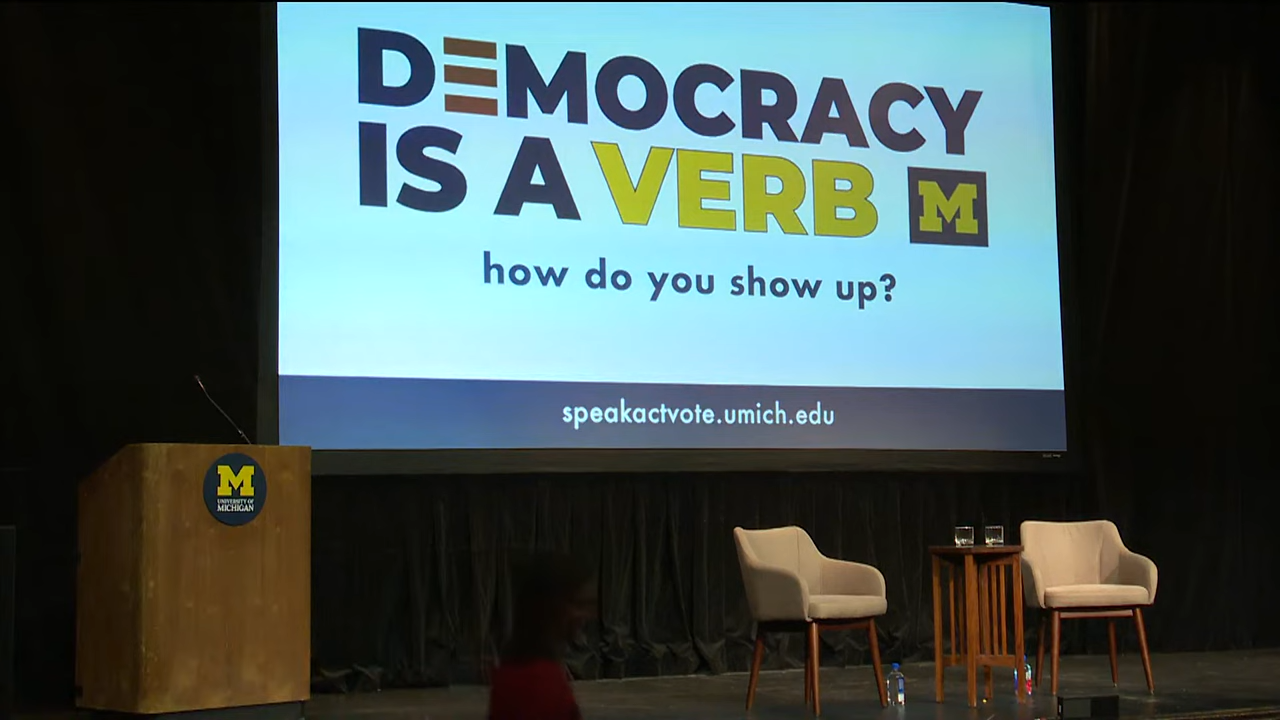 DEMOCRACY
IS A VERB M
how do you show up?
speakactvote.umich.edu
M
UNIVERSITY OF
MICHIGAN